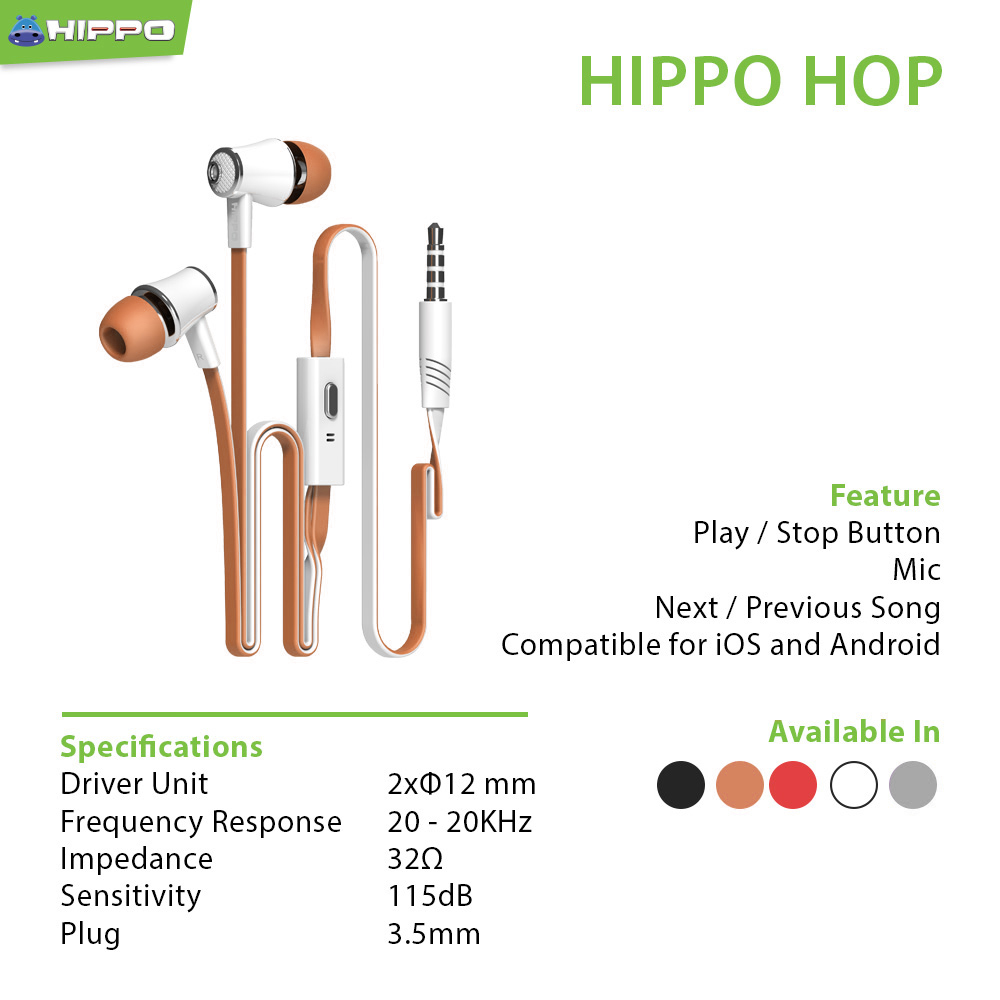 HIPPO
HIPPO HOP
Feature
Play / Stop Button
Mic
Next / Previous Song
Compatible for iOS and Android
Available In
Specifications
Driver Unit 2xΦ12 mm
Frequency Response 20 - 20KHz
Impedance 32Ω
Sensitivity 115dB
Plug 3.5mm